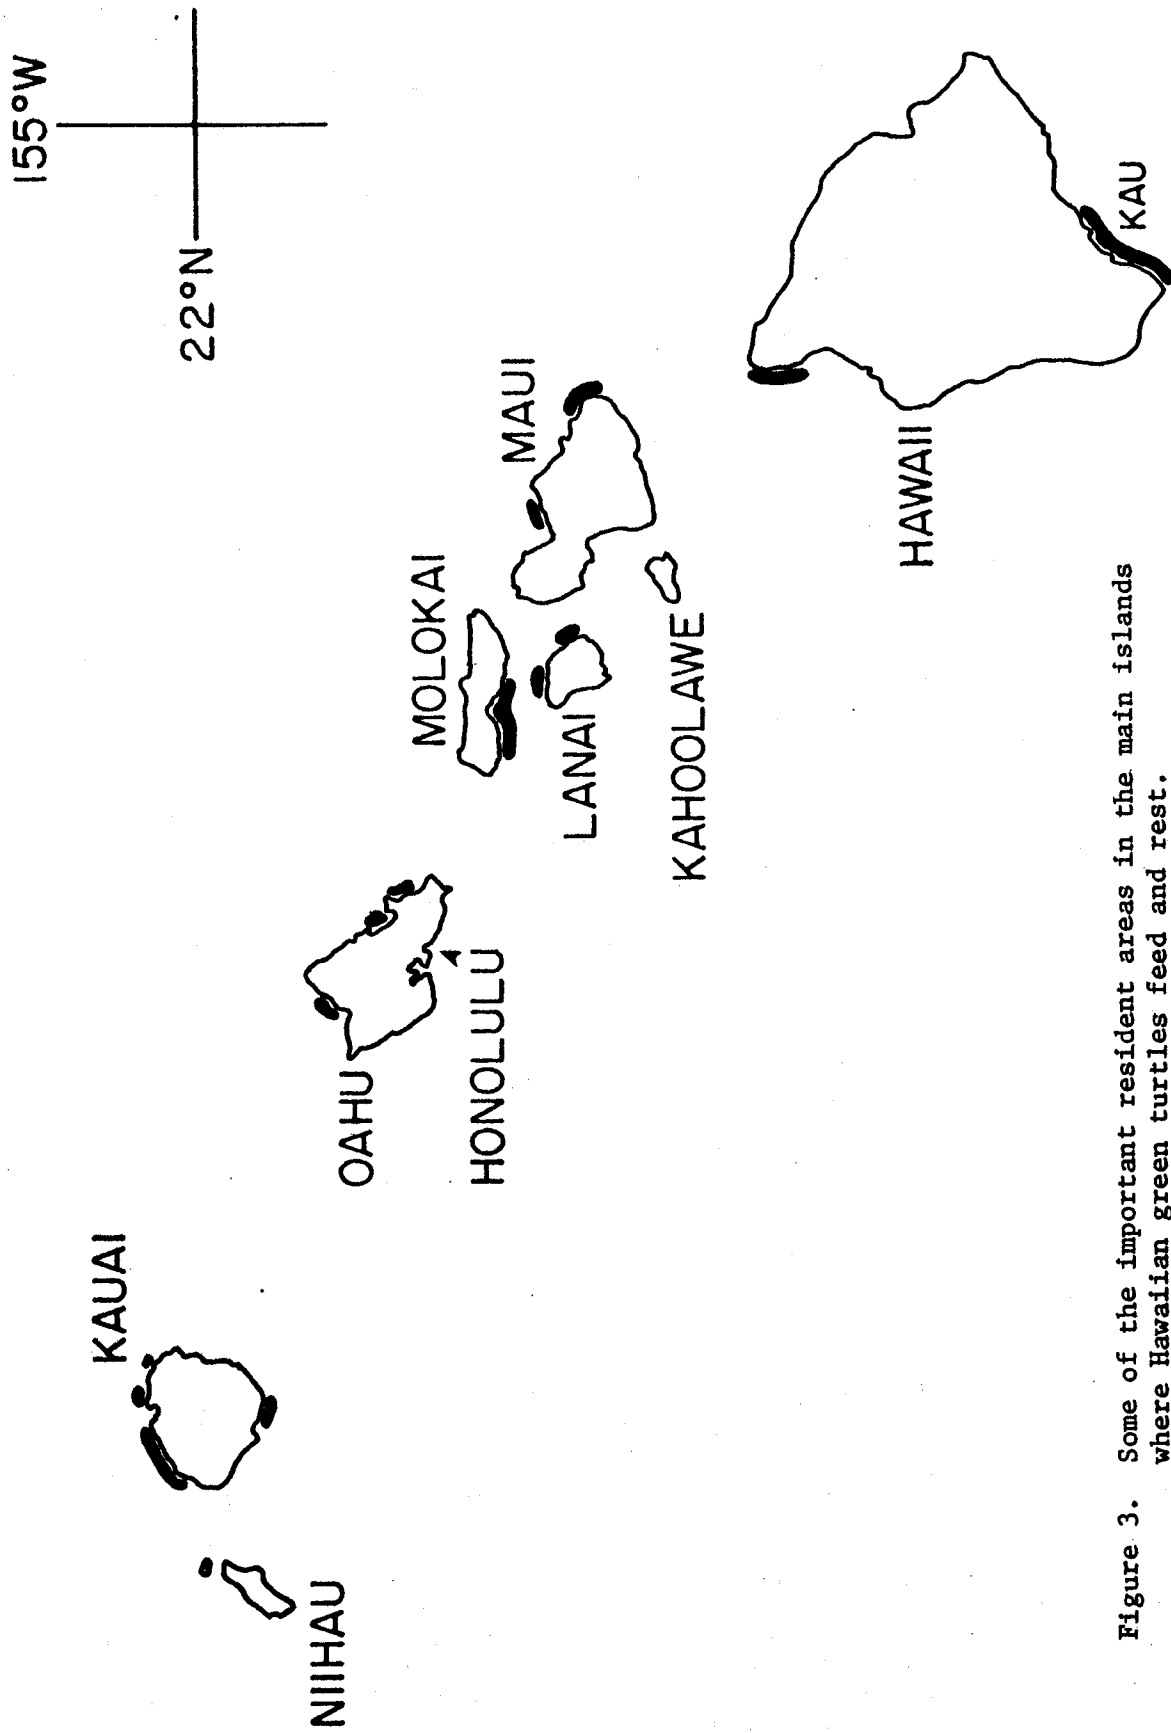 155°W
22°N
KAUAI
NIIHAU
OAHU
HONOLULU
MOLOKAI
MAUI
LANAI
KAHOOLAWE
HAWAII
KAU
Figure 3. Some of the important resident areas in the main islands
where Hawaiian green turtles feed and rest.